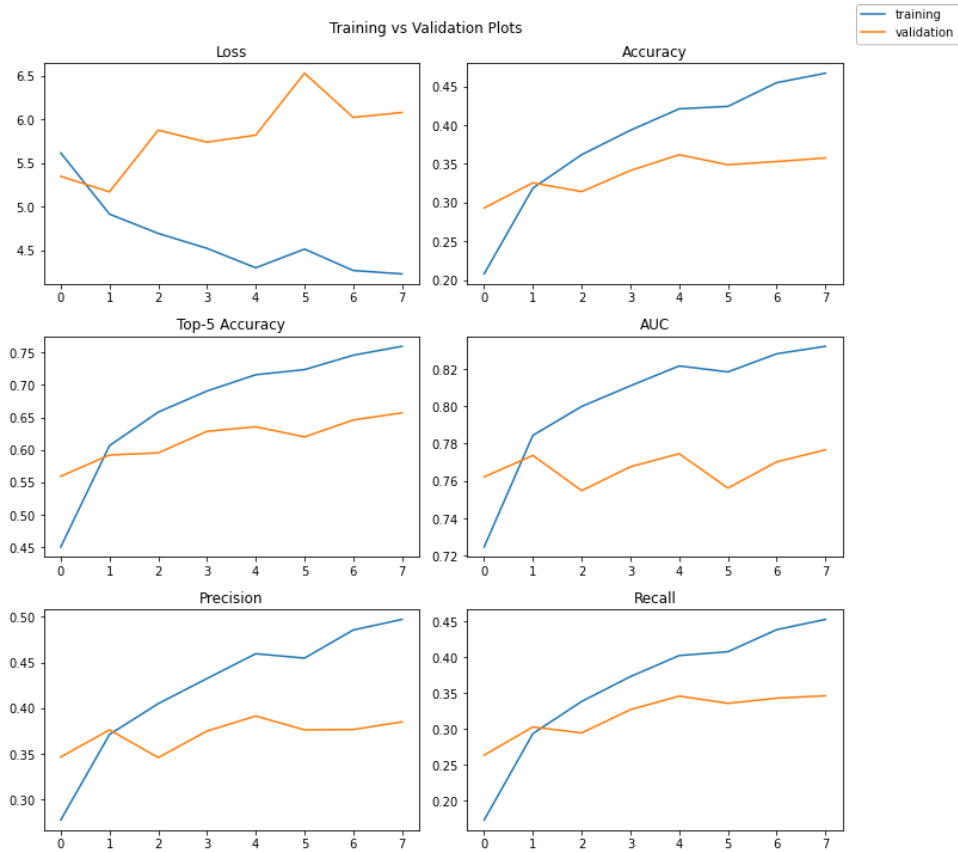 Training vs Validation Plots
training
validation
Loss
6.5
6.0
5.5
5.0
4.5
0 1 2 3 4 5 6 7
Accuracy
0.45
0.40
0.35
0.30
0.25
0.20
0 1 2 3 4 5 6 7
Top-5 Accuracy
0.75
0.70
0.65
0.60
0.55
0.50
0.45
0 1 2 3 4 5 6 7
AUC
0.82
0.80
0.78
0.76
0.74
0.72
0 1 2 3 4 5 6 7
Precision
0.50
0.45
0.40
0.35
0.30
0 1 2 3 4 5 6 7
Recall
0.45
0.40
0.35
0.30
0.25
0.20
0 1 2 3 4 5 6 7